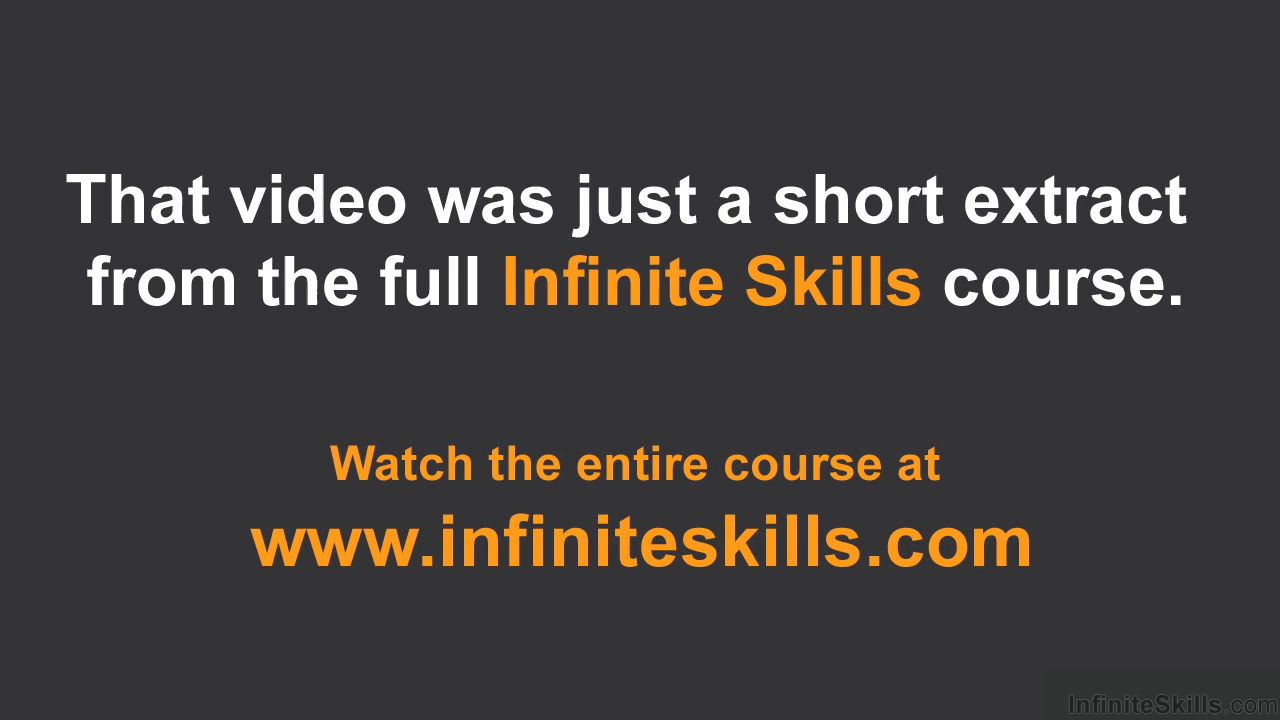 That video was just a short extract
from the full Infinite Skills course.
Watch the entire course at
www.infiniteskills.com
InfiniteSkills.com